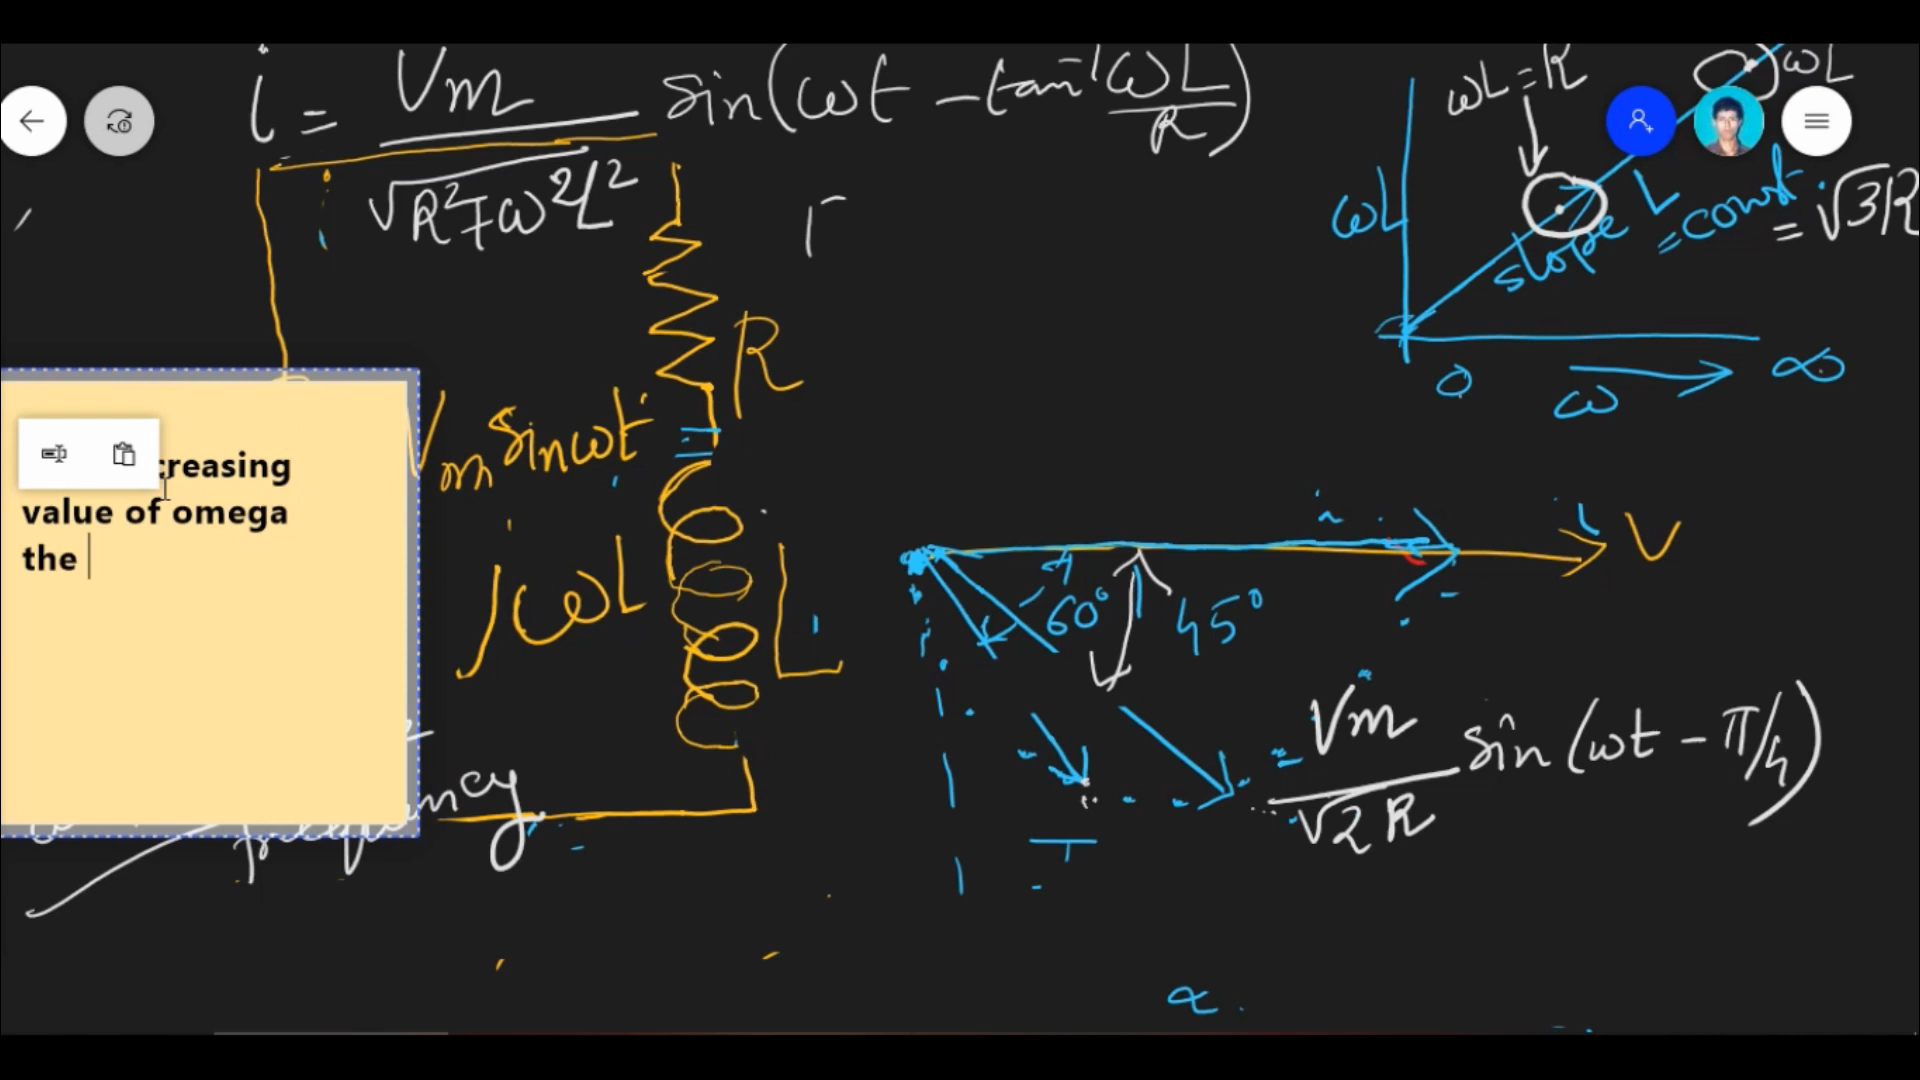 i = Vm / √R²+ω²L² sin(ωt - tan⁻¹ ωL/R)
ωL = R
ωL
= √3R
ωL
slope L = const
0
ω
∞
R
Vm sinωt
creasing
value of omega
the
jωL
L
i
V
60°
45°
= Vm / √2 R sin(ωt - π/4)
frequency